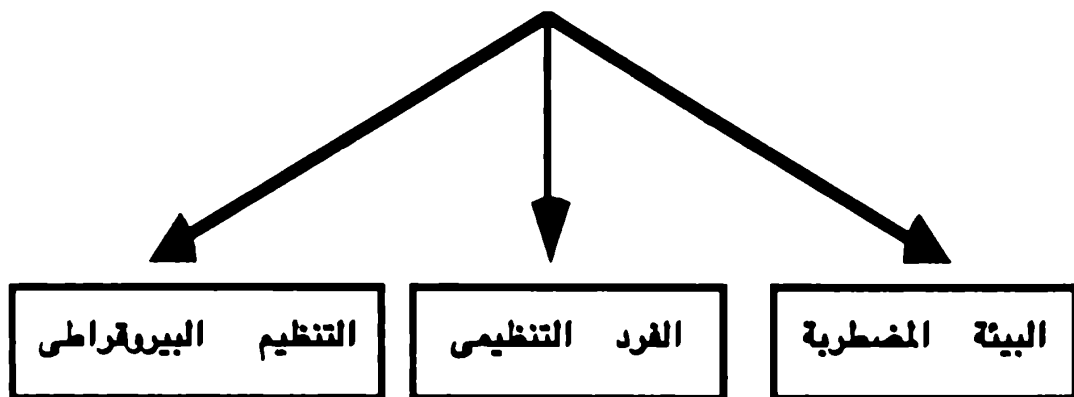 البيئة المضطربة
الفرد التنظيمى
التنظيم البيروقراطى